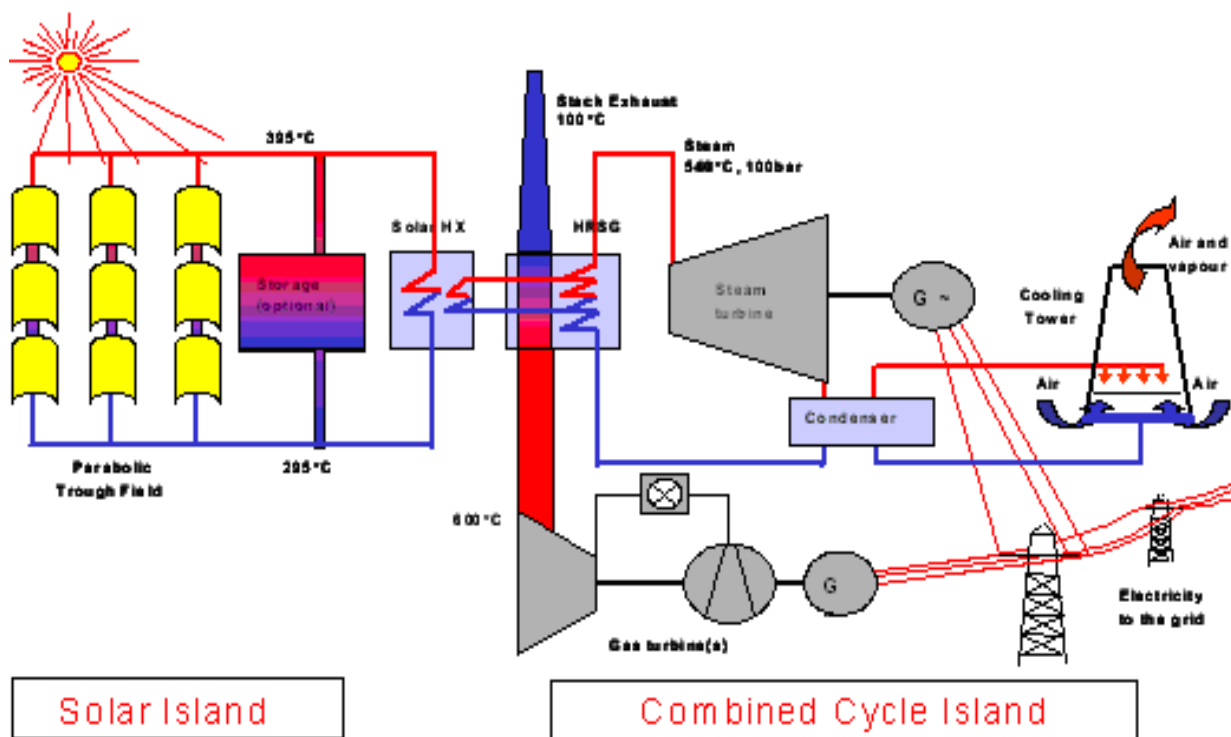 395°C
Stack Exhaust
100°C
Steam
540°C, 100bar
Solar HX
HRSG
Air and
vapour
Storage
(optional)
Steam
turbine
G ~
Cooling
Tower
Air
Air
Condenser
295°C
Parabolic
Trough Field
600°C
G
Electricity
to the grid
Gas turbine(s)
Solar Island
Combined Cycle Island